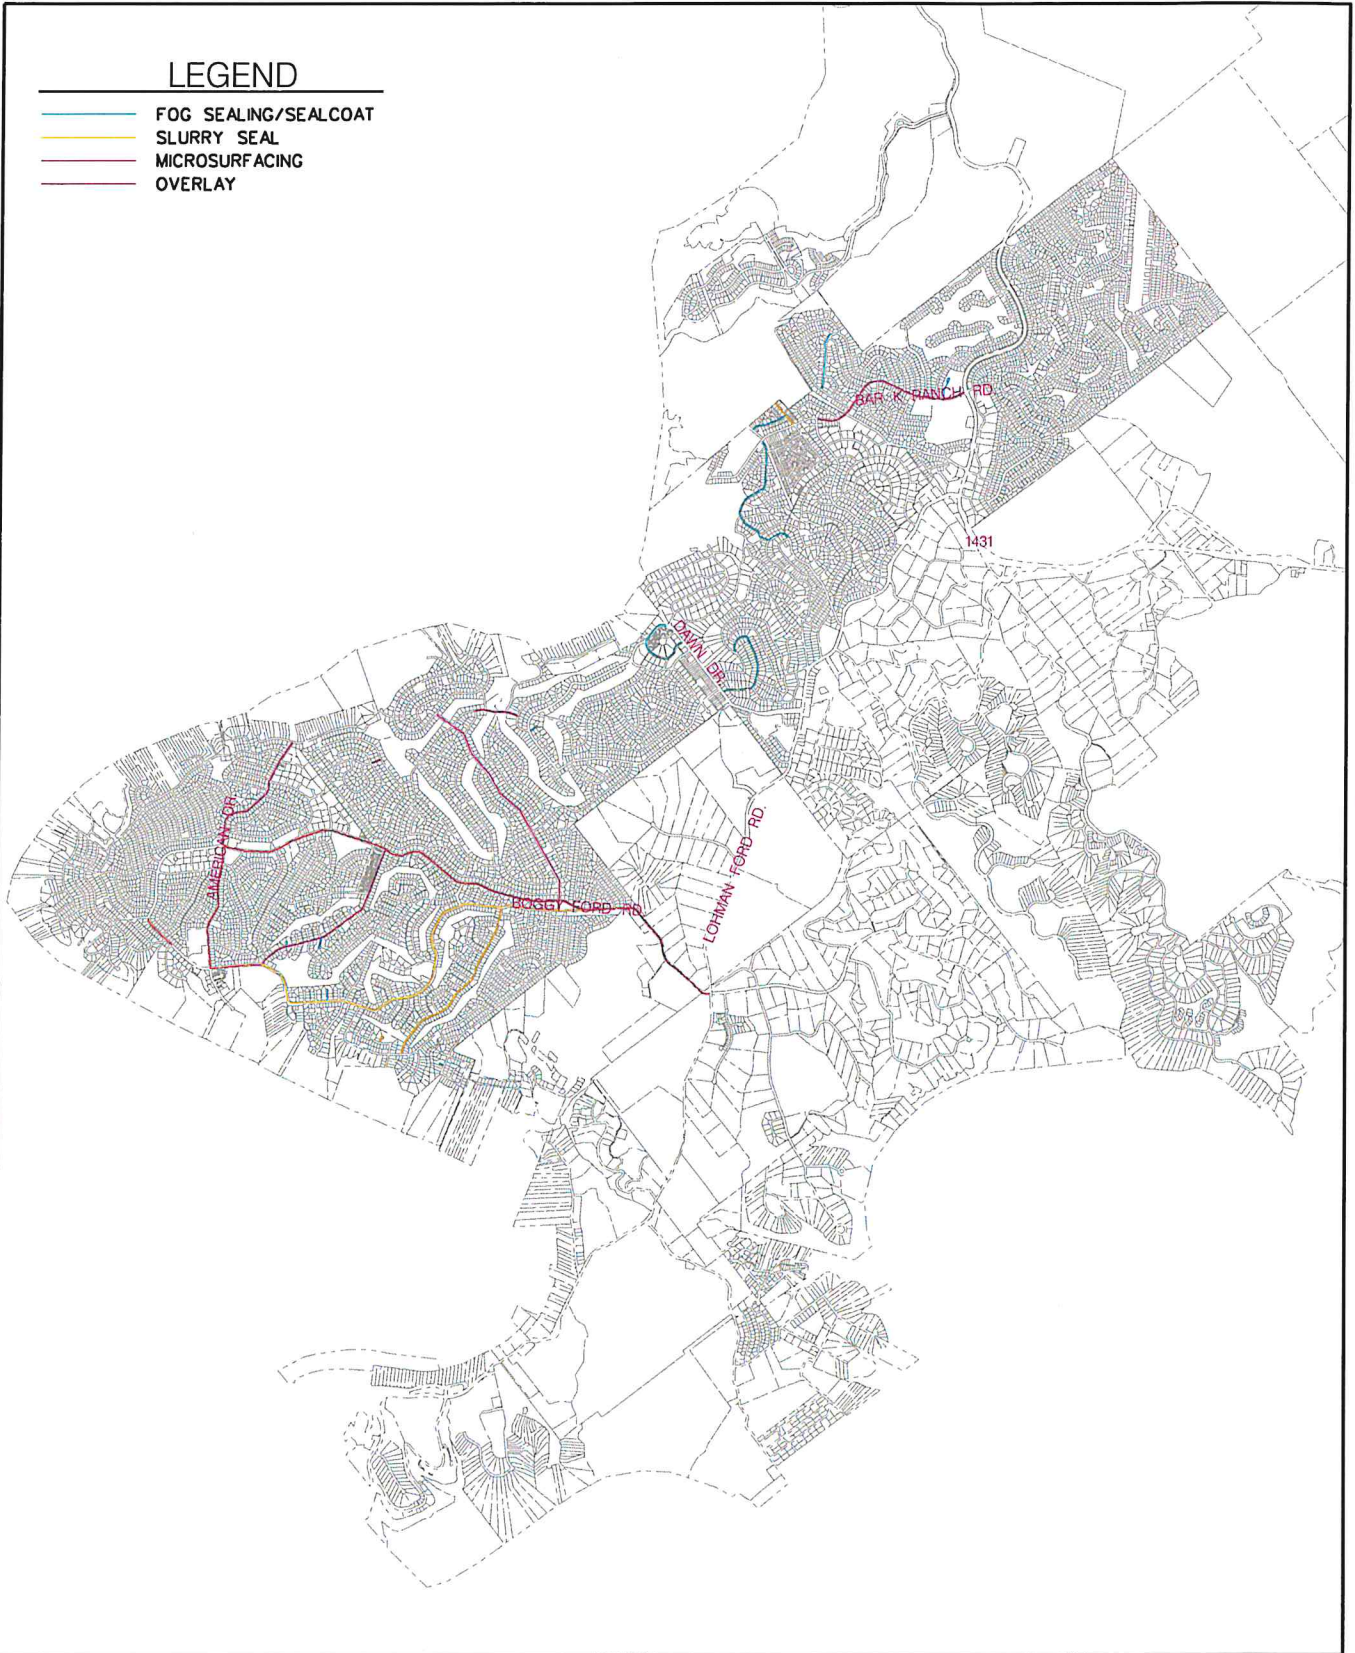 LEGEND
FOG SEALING/SEALCOAT
SLURRY SEAL
MICROSURFACING
OVERLAY
BAR K RANCH RD.
1431
DAWN DR.
AMERICAN DR.
LOHMAN FORD RD.
BOGGY FORD RD.